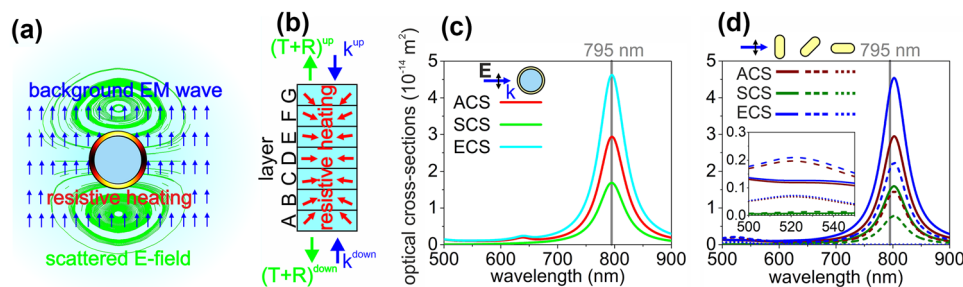 (a)
background EM wave
resistive heating
scattered E-field
(b)
(T+R)^up
k^up
layer
A B C D E F G
resistive heating
(T+R)^down
k^down
(c)
795 nm
E
k
ACS
SCS
ECS
optical cross-sections (10^-14 m^2)
5
4
3
2
1
0
500 600 700 800 900
wavelength (nm)
(d)
795 nm
ACS
SCS
ECS
5
4
3
2
1
0
0.3
0.2
0.1
0.0
500 520 540
500 600 700 800 900
wavelength (nm)